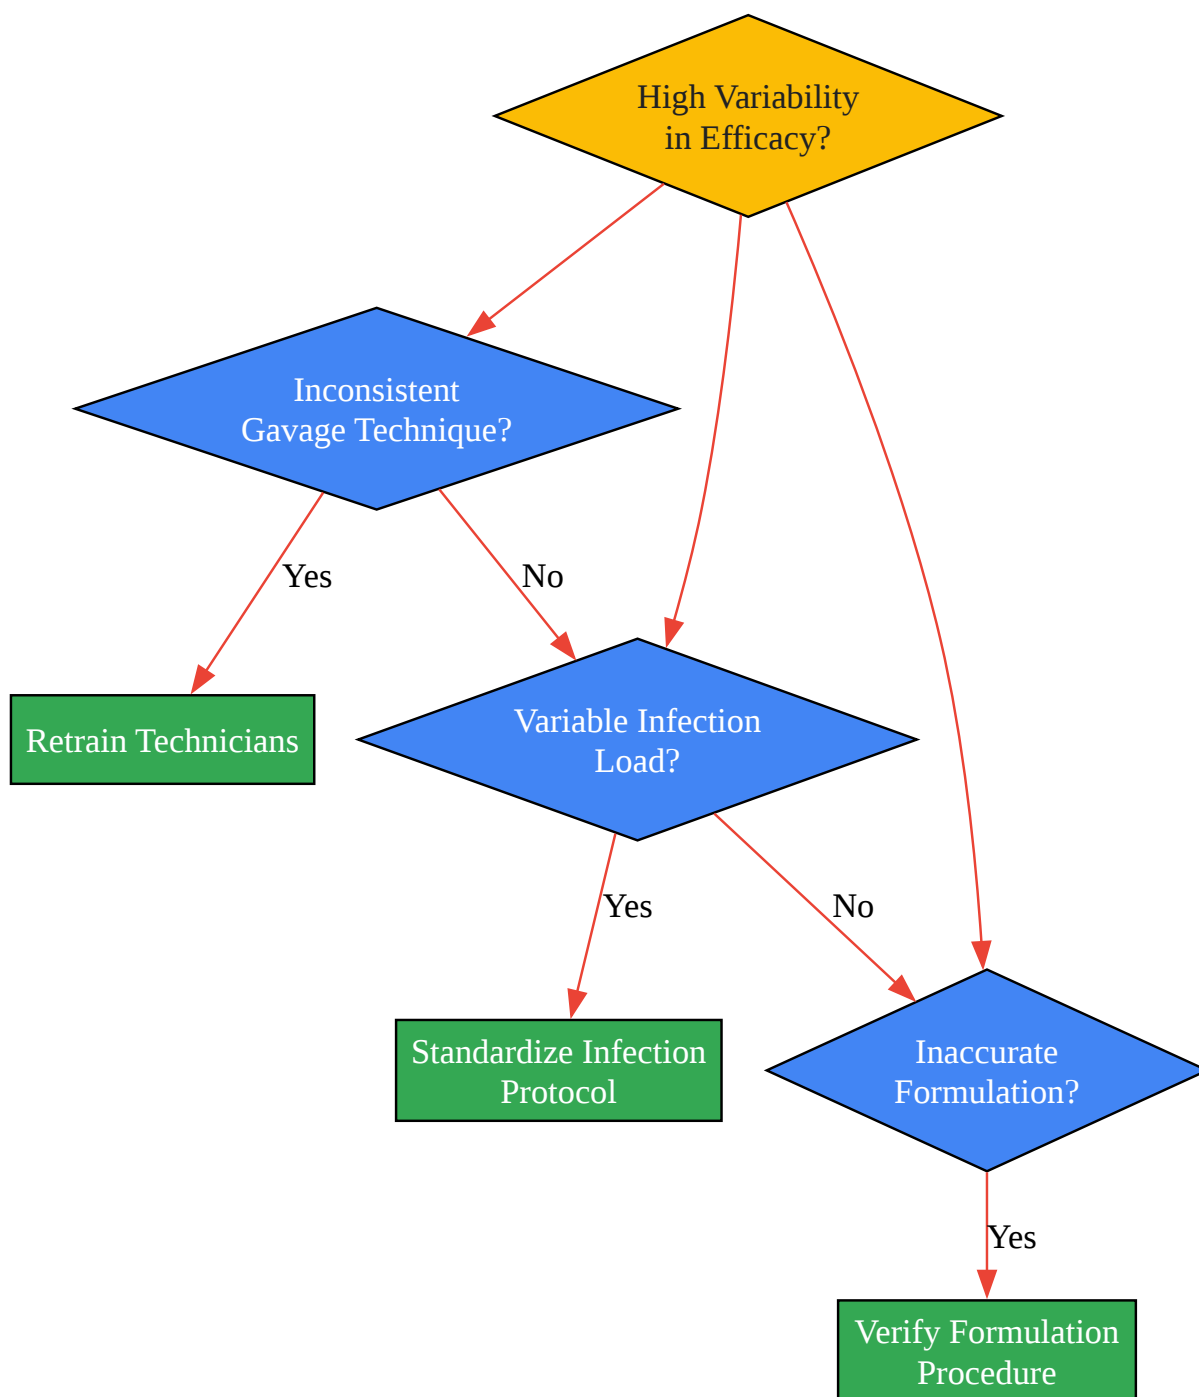 High Variability
in Efficacy?
Inconsistent
Gavage Technique?
Yes
No
Retrain Technicians
Variable Infection
Load?
Yes
No
Standardize Infection
Protocol
Inaccurate
Formulation?
Yes
Verify Formulation
Procedure